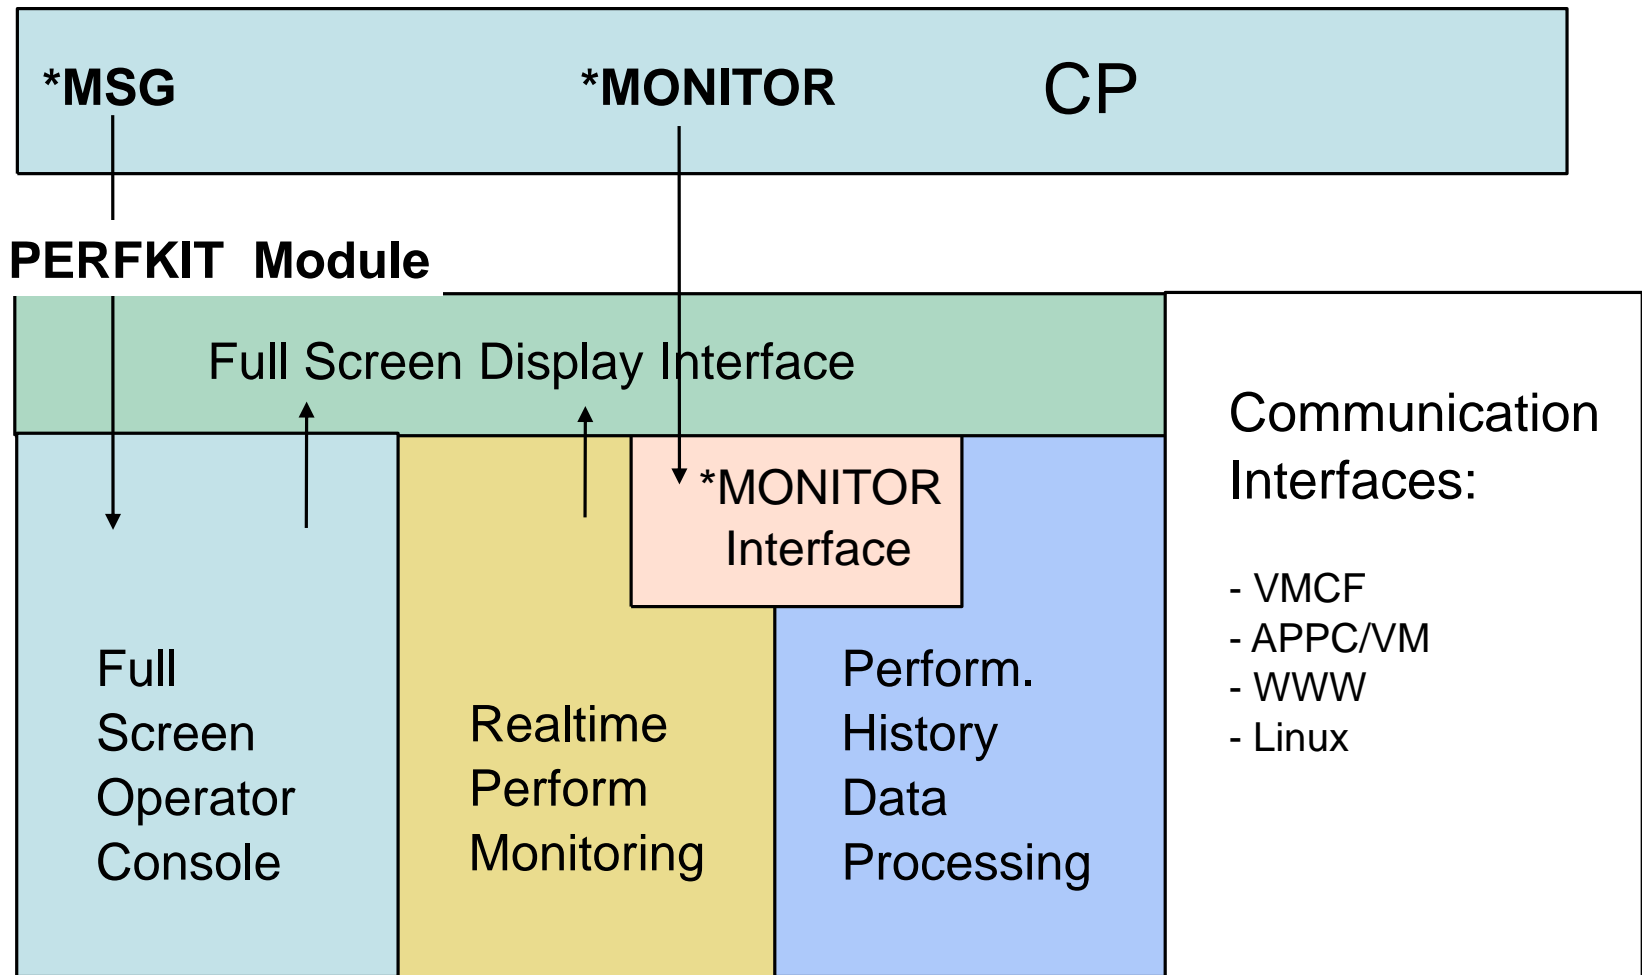 *MSG
*MONITOR
CP
PERFKIT Module
Full Screen Display Interface
*MONITOR
Interface
Full
Screen
Operator
Console
Realtime
Perform
Monitoring
Perform.
History
Data
Processing
Communication
Interfaces:
- VMCF
- APPC/VM
- WWW
- Linux